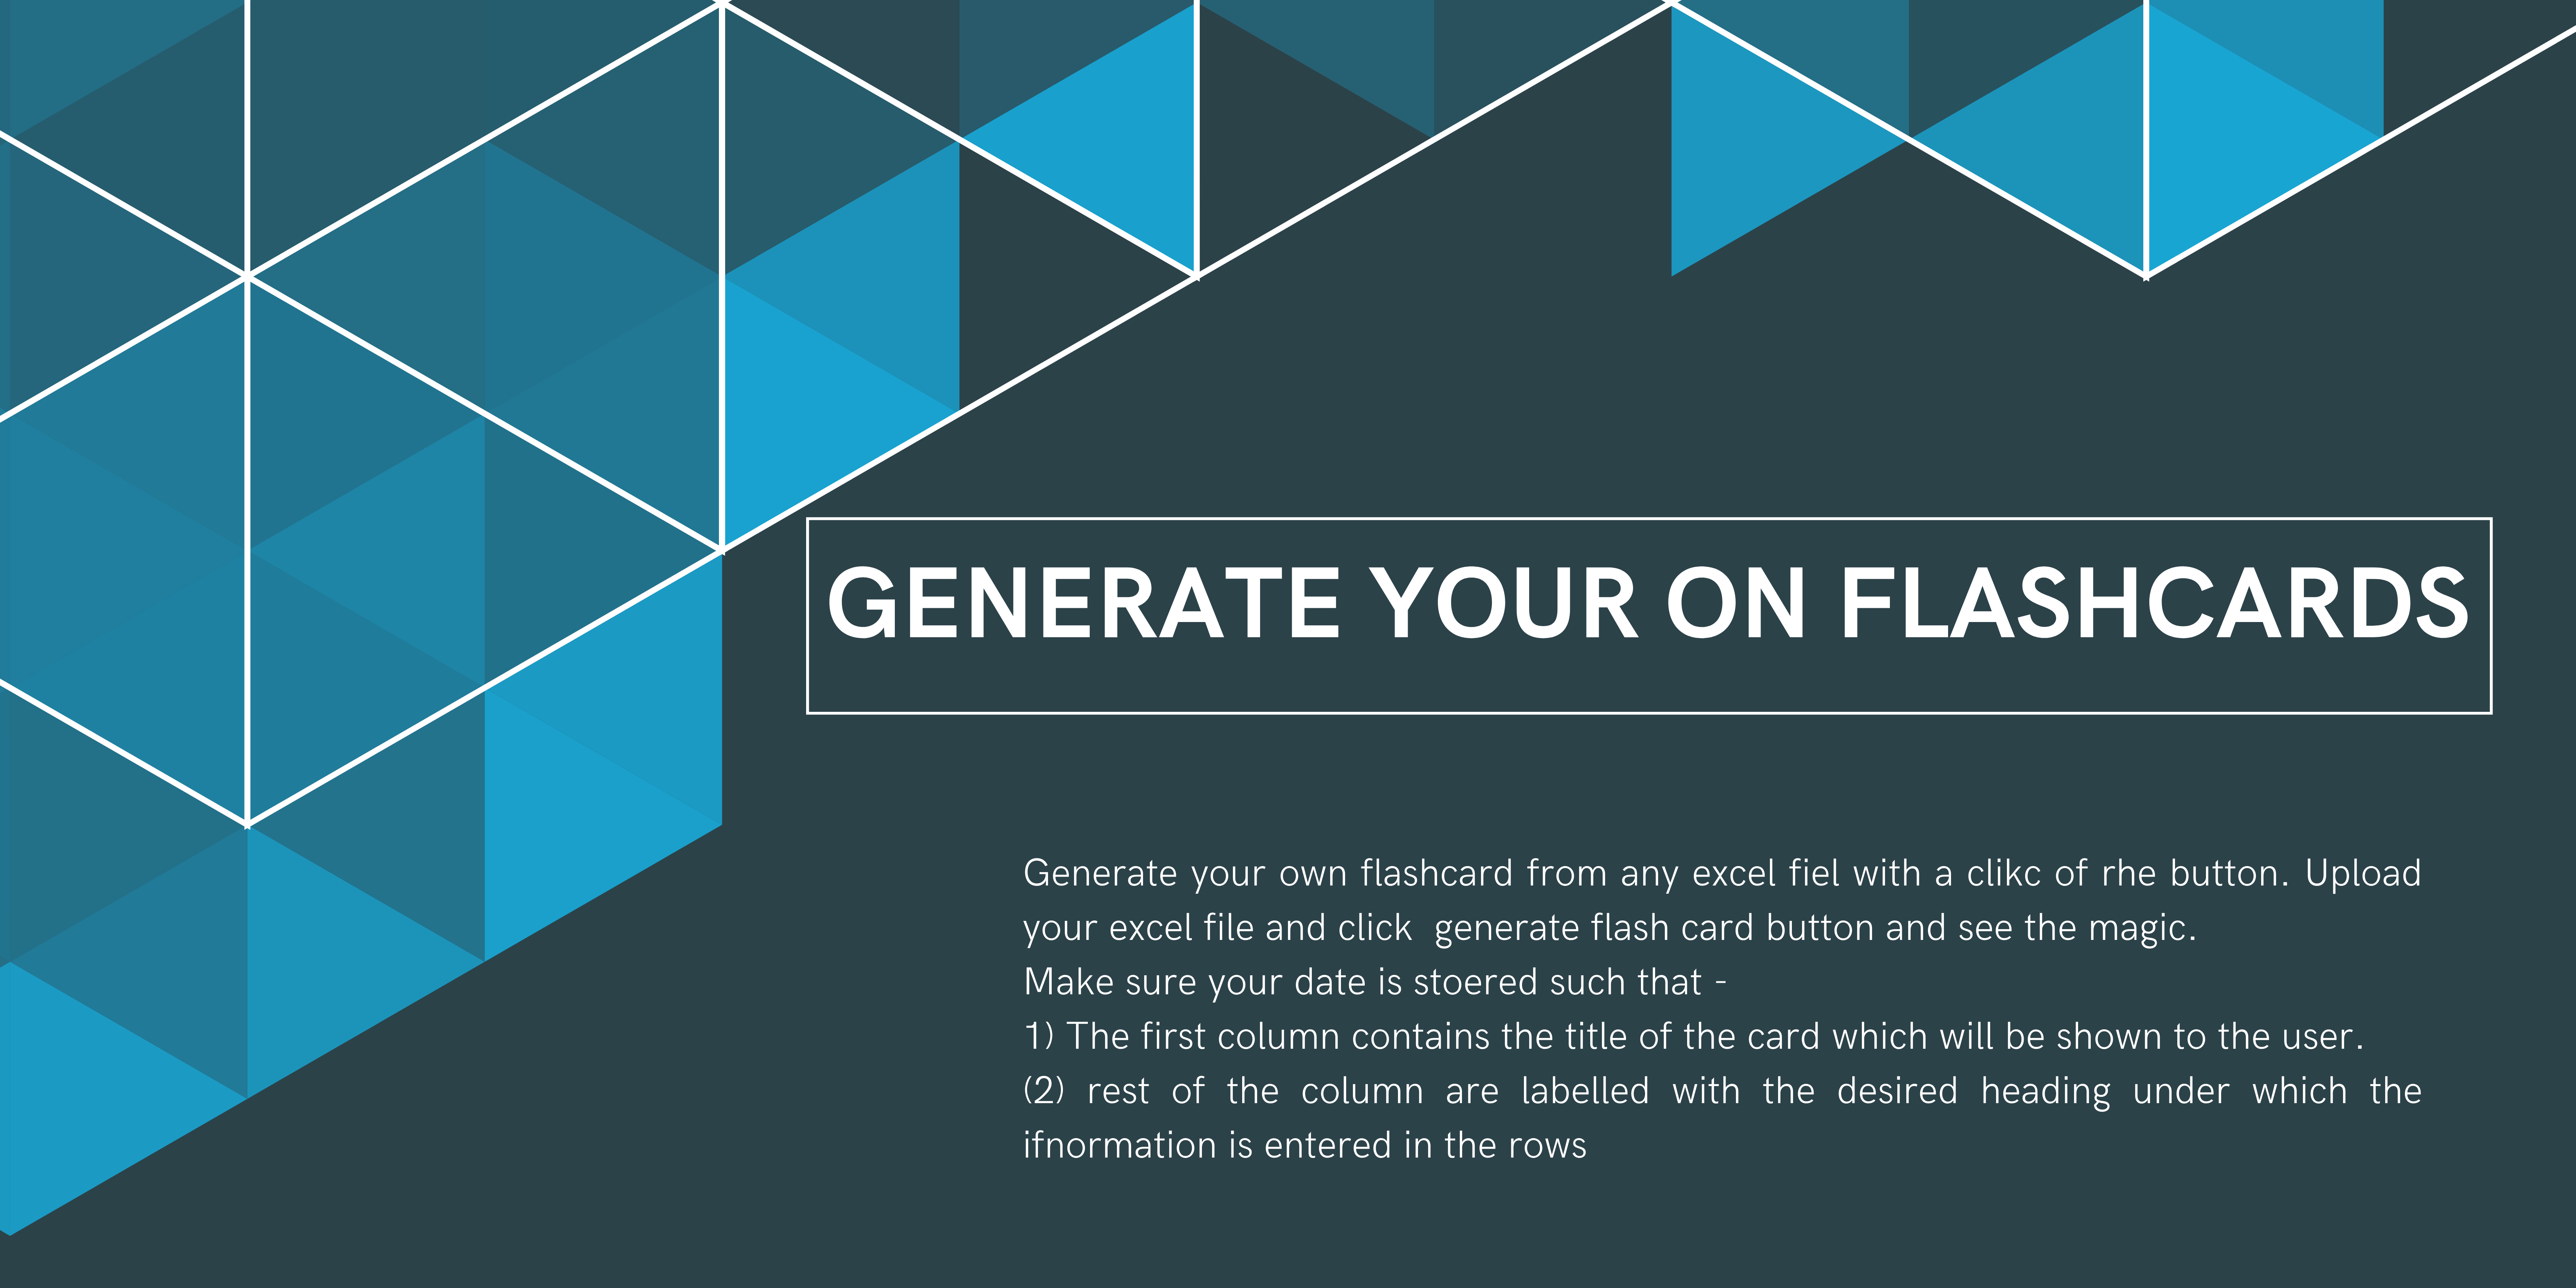 GENERATE YOUR ON FLASHCARDS
Generate your own flashcard from any excel fiel with a clikc of rhe button. Upload
your excel file and click  generate flash card button and see the magic.
Make sure your date is stoered such that -
1) The first column contains the title of the card which will be shown to the user.
(2) rest of the column are labelled with the desired heading under which the
ifnormation is entered in the rows